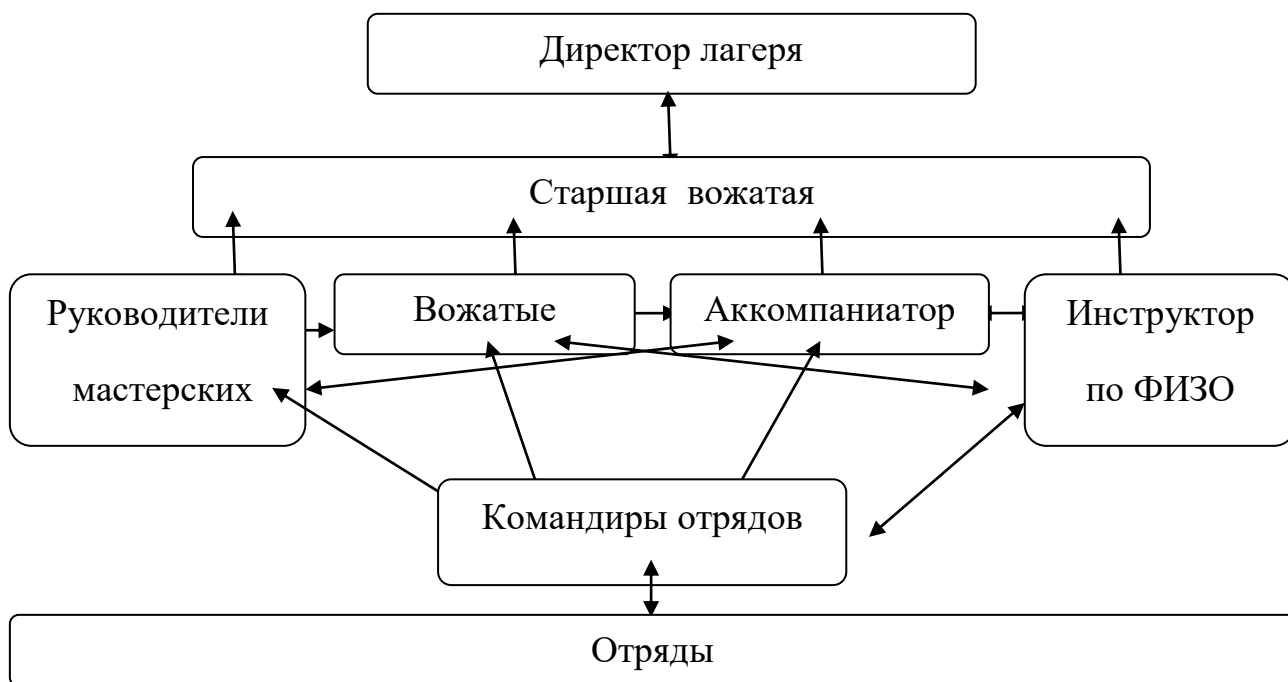 Директор лагеря
Старшая вожатая
Руководители
мастерских
Вожатые
Аккомпаниатор
Инструктор
по ФИЗО
Командиры отрядов
Отряды